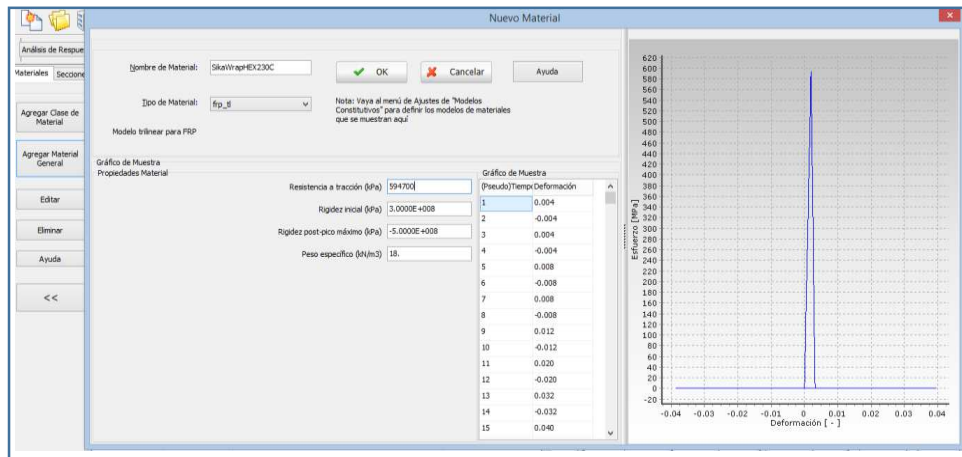 Nuevo Material
Análisis de Respue
Materiales Seccione
Agregar Clase de
Material
Agregar Material
General
Editar
Eliminar
Ayuda
<<
Nombre de Material: SikaWrapHEX230C
OK
Cancelar
Ayuda
Tipo de Material: frp_tl
Nota: Vaya al menú de Ajustes de "Modelos
Constitutivos" para definir los modelos de materiales
que se muestran aquí
Modelo trilinear para FRP
Gráfico de Muestra
Propiedades Material
Resistencia a tracción (kPa) 594700
Rigidez inicial (kPa) 3.0000E+008
Rigidez post-pico máximo (kPa) -5.0000E+008
Peso específico (kN/m3) 18.
Gráfico de Muestra
(Pseudo)Tiempo Deformación
1 0.004
2 -0.004
3 0.004
4 -0.004
5 0.008
6 -0.008
7 0.008
8 -0.008
9 0.012
10 -0.012
11 0.020
12 -0.020
13 0.032
14 -0.032
15 0.040
Esfuerzo [MPa]
620
600
580
560
540
520
500
480
460
440
420
400
380
360
340
320
300
280
260
240
220
200
180
160
140
120
100
80
60
40
20
0
-20
-0.04 -0.03 -0.02 -0.01 0 0.01 0.02 0.03 0.04
Deformación [ - ]